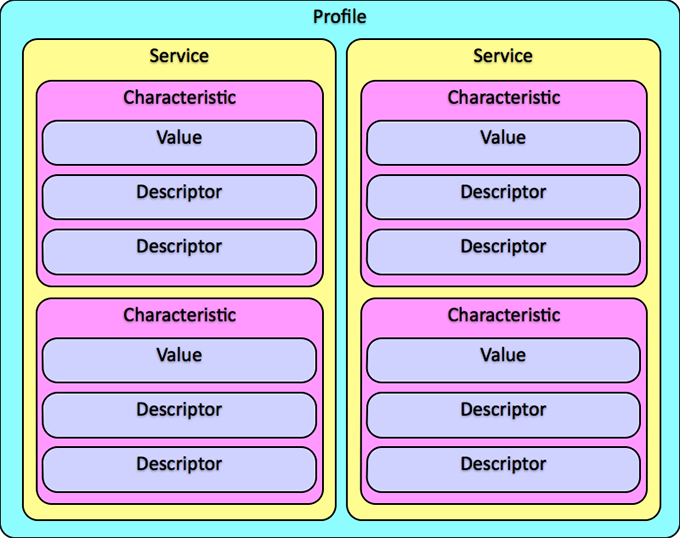 Profile
Service
Characteristic
Value
Descriptor
Descriptor
Characteristic
Value
Descriptor
Descriptor
Service
Characteristic
Value
Descriptor
Descriptor
Characteristic
Value
Descriptor
Descriptor